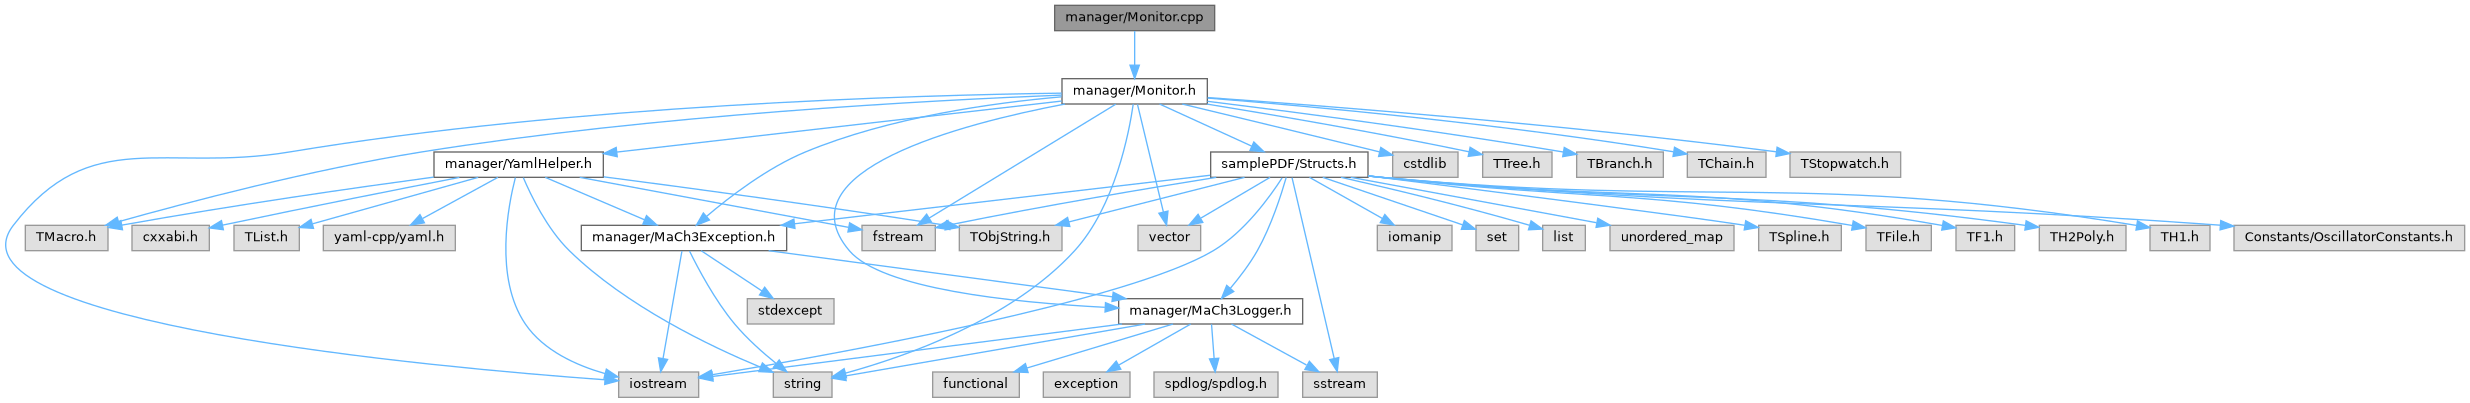 manager/Monitor.cpp
manager/Monitor.h
manager/YamlHelper.h
samplePDF/Structs.h
cstdlib
TTree.h
TBranch.h
TChain.h
TStopwatch.h
TMacro.h
cxxabi.h
TList.h
yaml-cpp/yaml.h
manager/MaCh3Exception.h
fstream
TObjString.h
vector
iomanip
set
list
unordered_map
TSpline.h
TFile.h
TF1.h
TH2Poly.h
TH1.h
Constants/OscillatorConstants.h
stdexcept
manager/MaCh3Logger.h
iostream
string
functional
exception
spdlog/spdlog.h
sstream